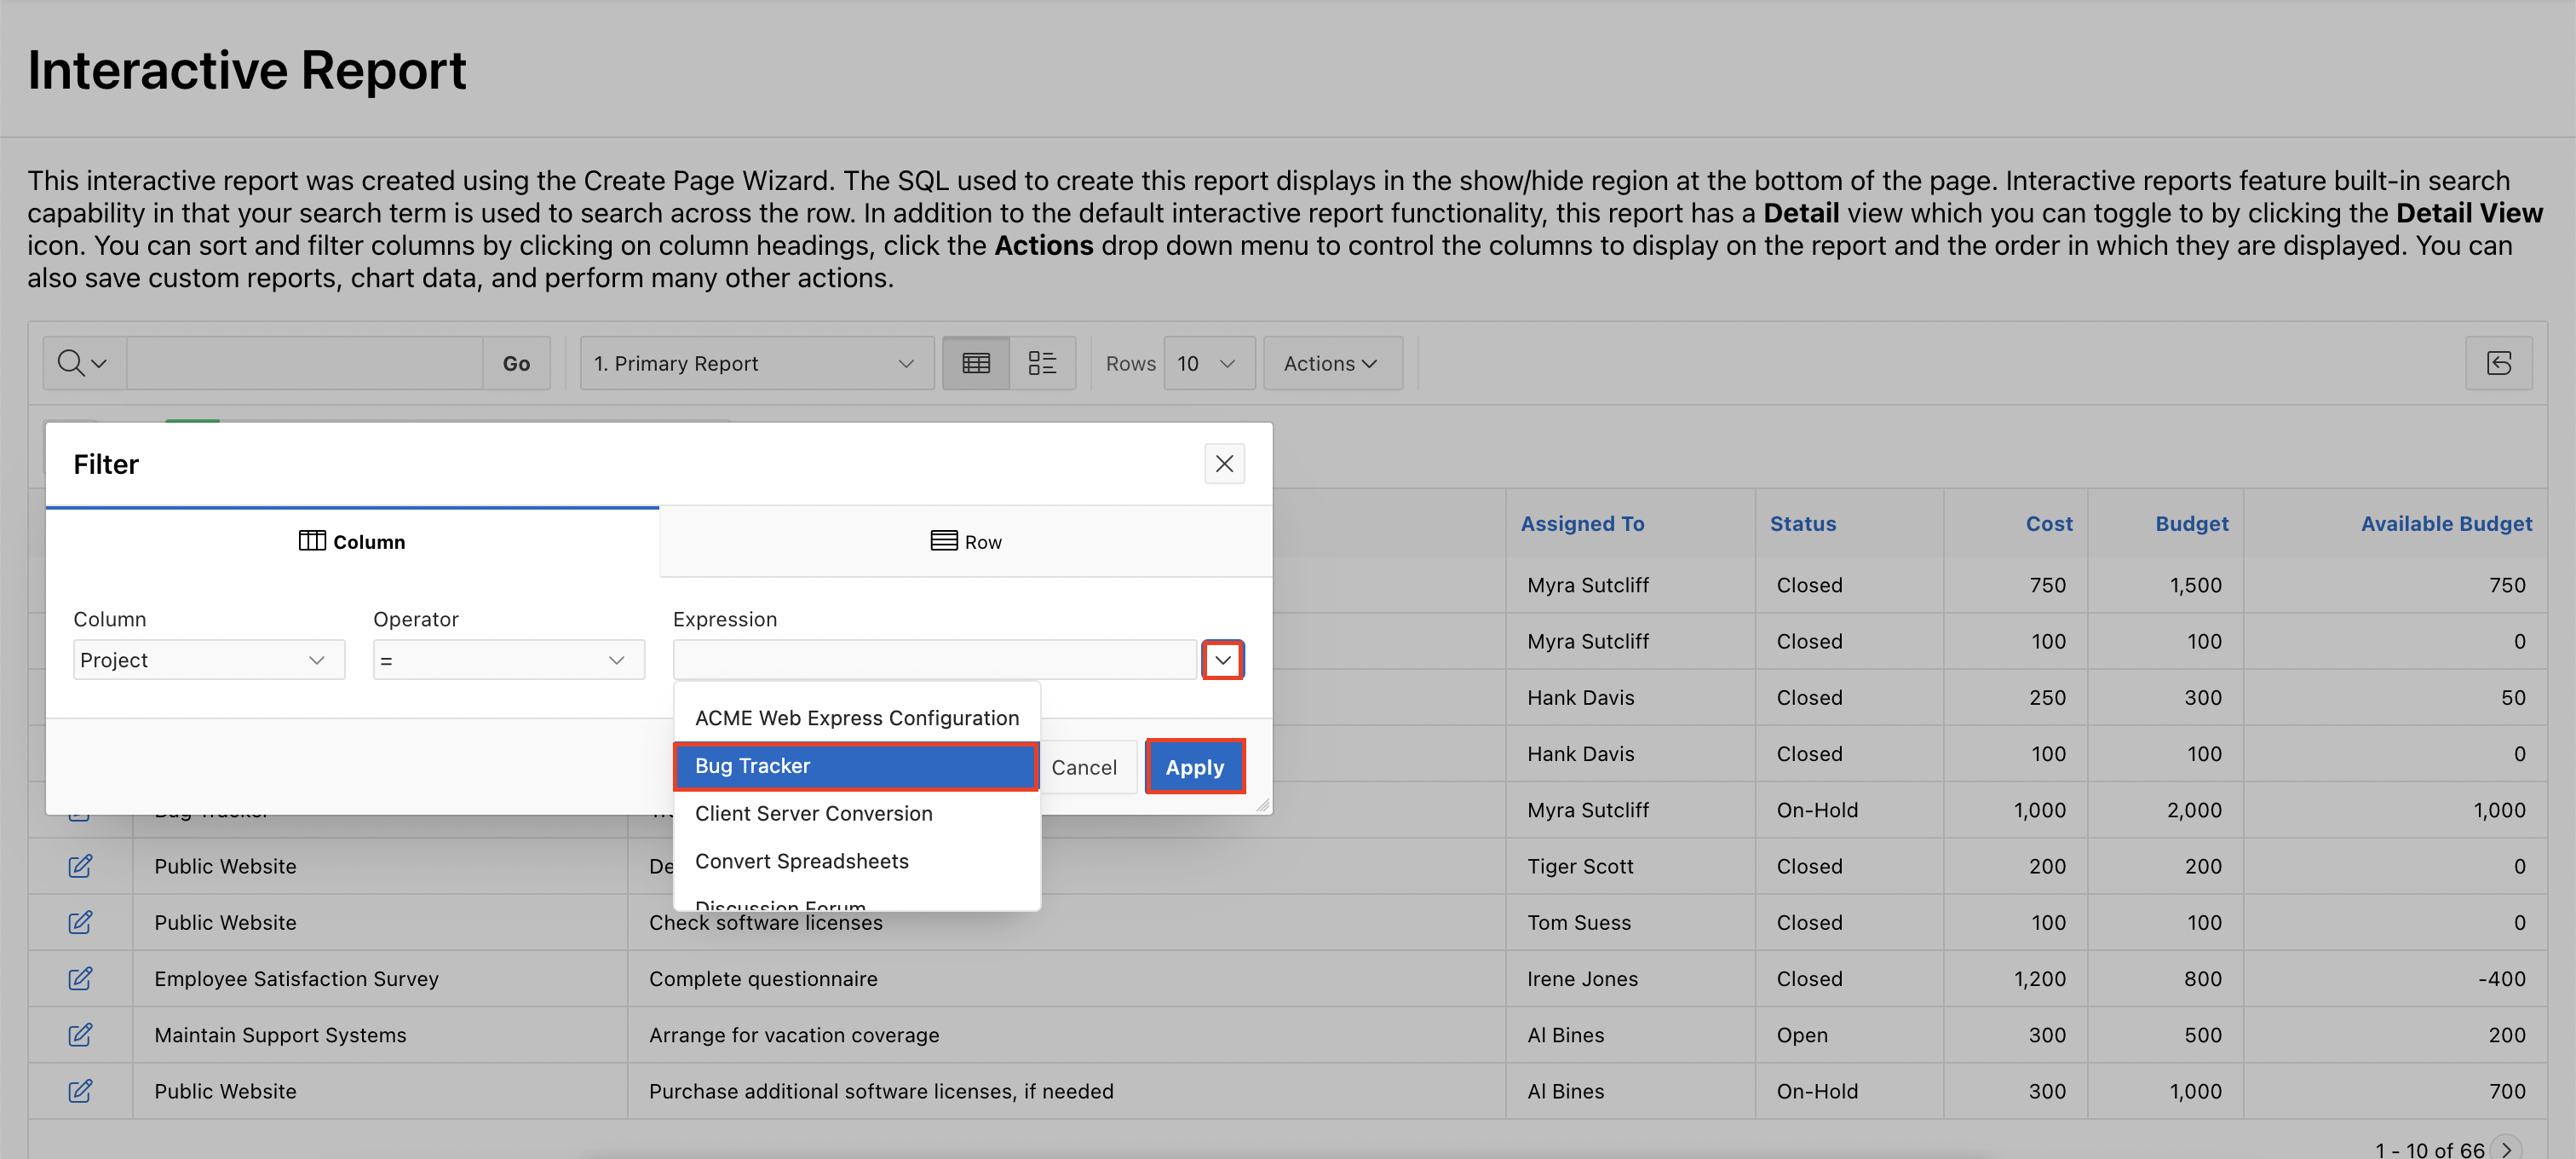 Interactive Report
This interactive report was created using the Create Page Wizard. The SQL used to create this report displays in the show/hide region at the bottom of the page. Interactive reports feature built-in search
capability in that your search term is used to search across the row. In addition to the default interactive report functionality, this report has a Detail view which you can toggle to by clicking the Detail View
icon. You can sort and filter columns by clicking on column headings, click the Actions drop down menu to control the columns to display on the report and the order in which they are displayed. You can
also save custom reports, chart data, and perform many other actions.
Go 1. Primary Report Rows 10 Actions
Filter
Column Row
Column Operator Expression
Project =
ACME Web Express Configuration
Bug Tracker
Client Server Conversion
Convert Spreadsheets
Discussion Forum
Cancel Apply
Assigned To Status Cost Budget Available Budget
Myra Sutcliff Closed 750 1,500 750
Myra Sutcliff Closed 100 100 0
Hank Davis Closed 250 300 50
Hank Davis Closed 100 100 0
Bug Tracker Myra Sutcliff On-Hold 1,000 2,000 1,000
Public Website De Tiger Scott Closed 200 200 0
Public Website Check software licenses Tom Suess Closed 100 100 0
Employee Satisfaction Survey Complete questionnaire Irene Jones Closed 1,200 800 -400
Maintain Support Systems Arrange for vacation coverage Al Bines Open 300 500 200
Public Website Purchase additional software licenses, if needed Al Bines On-Hold 300 1,000 700
1 - 10 of 66